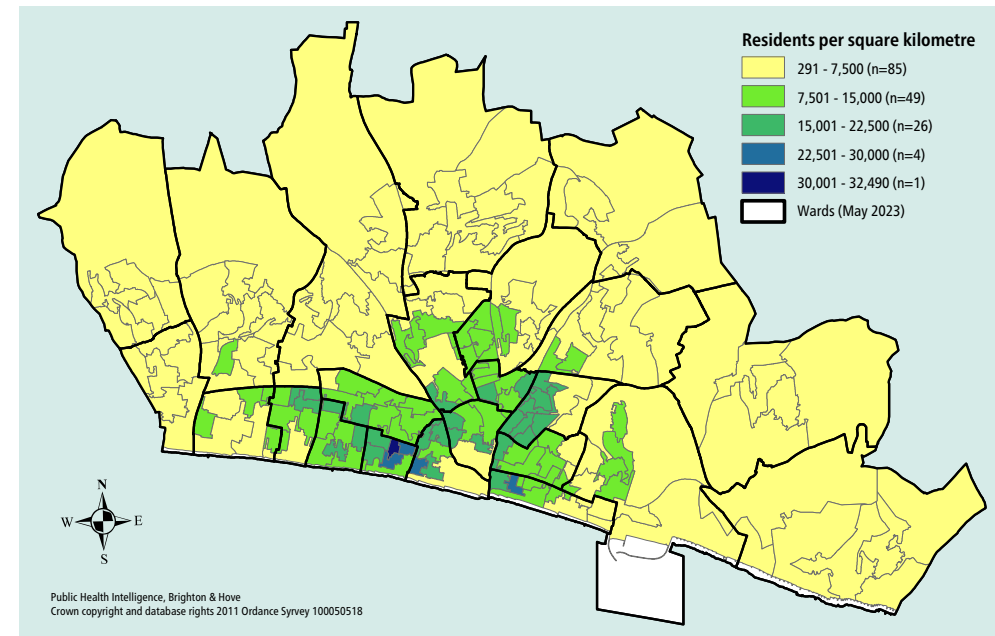 Residents per square kilometre
291 - 7,500 (n=85)
7,501 - 15,000 (n=49)
15,001 - 22,500 (n=26)
22,501 - 30,000 (n=4)
30,001 - 32,490 (n=1)
Wards (May 2023)
N
W E
S
Public Health Intelligence, Brighton & Hove
Crown copyright and database rights 2011 Ordance Syrvey 100050518